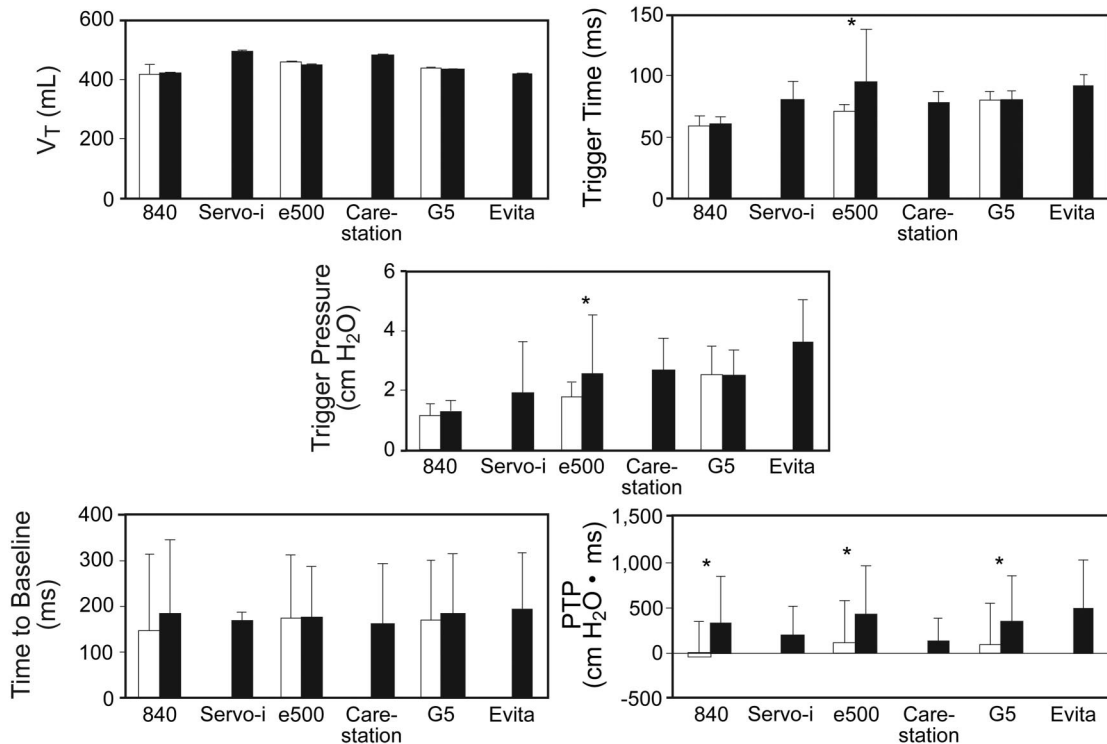 600
400
200
0
V_T (mL)
840 Servo-i e500 Care-station G5 Evita
150
100
50
0
Trigger Time (ms)
*
840 Servo-i e500 Care-station G5 Evita
6
4
2
0
Trigger Pressure
(cm H₂O)
*
840 Servo-i e500 Care-station G5 Evita
400
300
200
100
0
Time to Baseline
(ms)
840 Servo-i e500 Care-station G5 Evita
1,500
1,000
500
0
-500
PTP
(cm H₂O • ms)
* * *
840 Servo-i e500 Care-station G5 Evita